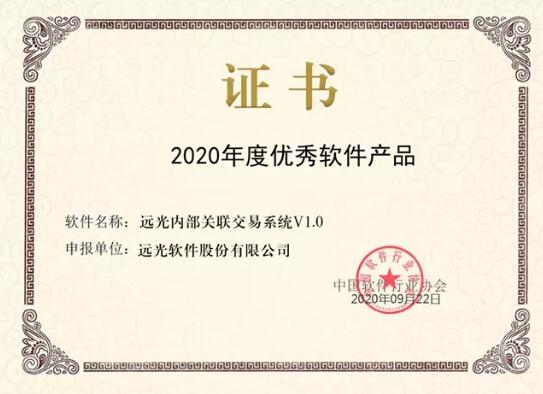 证书
2020年度优秀软件产品
软件名称：远光内部关联交易系统V1.0
申报单位：远光软件股份有限公司
中国软件行业协会
2020年09月22日